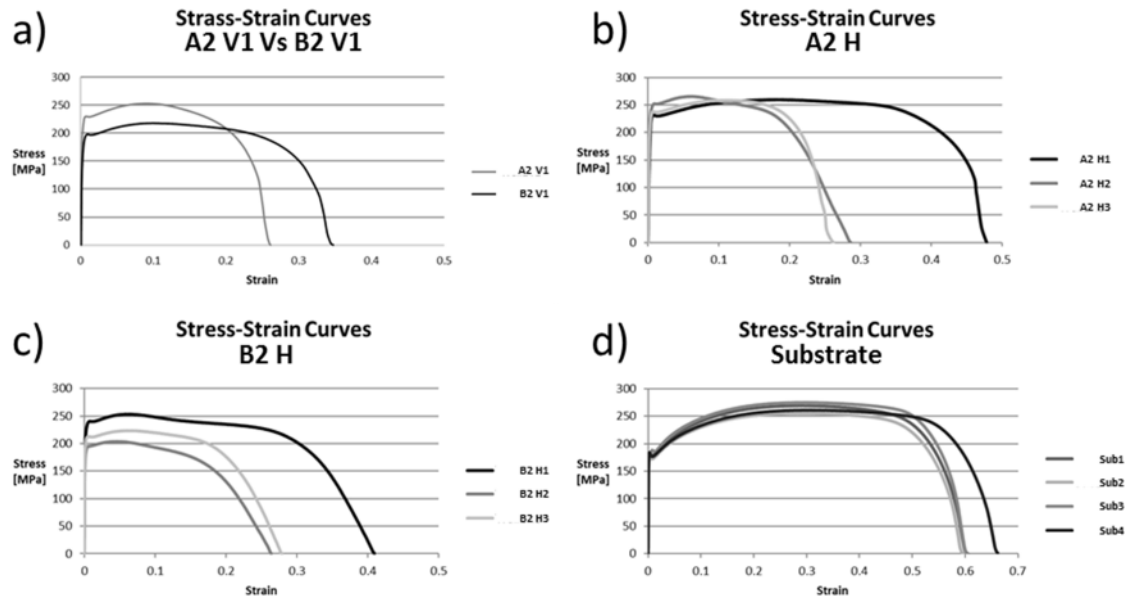 a)
Strass-Strain Curves
A2 V1 Vs B2 V1
300
250
200
150
100
50
0
Stress
[MPa]
0
0.1
0.2
0.3
0.4
0.5
Strain
A2 V1
B2 V1
b)
Stress-Strain Curves
A2 H
300
250
200
150
100
50
0
Stress
[MPa]
0
0.1
0.2
0.3
0.4
0.5
Strain
A2 H1
A2 H2
A2 H3
c)
Stress-Strain Curves
B2 H
300
250
200
150
100
50
0
Stress
[MPa]
0
0.1
0.2
0.3
0.4
0.5
Strain
B2 H1
B2 H2
B2 H3
d)
Stress-Strain Curves
Substrate
300
250
200
150
100
50
0
Stress
[MPa]
0
0.1
0.2
0.3
0.4
0.5
0.6
0.7
Strain
Sub1
Sub2
Sub3
Sub4